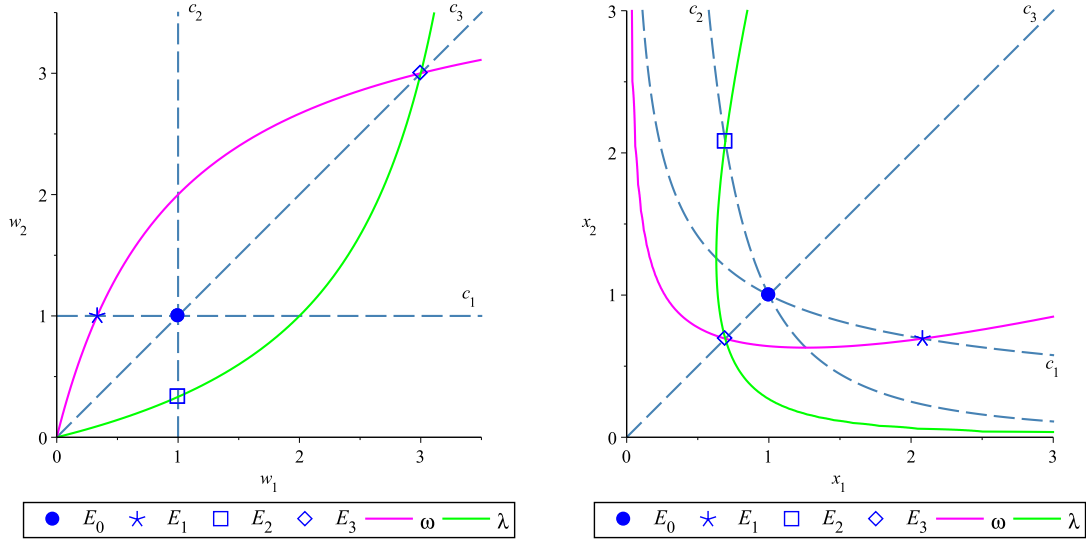 c₂
c₃
3
2
w₂
c₁
1
0
0
1
2
3
w₁
E₀
E₁
E₂
E₃
ω
λ
3
c₂
c₃
2
x₂
1
c₁
0
0
1
2
3
x₁
E₀
E₁
E₂
E₃
ω
λ